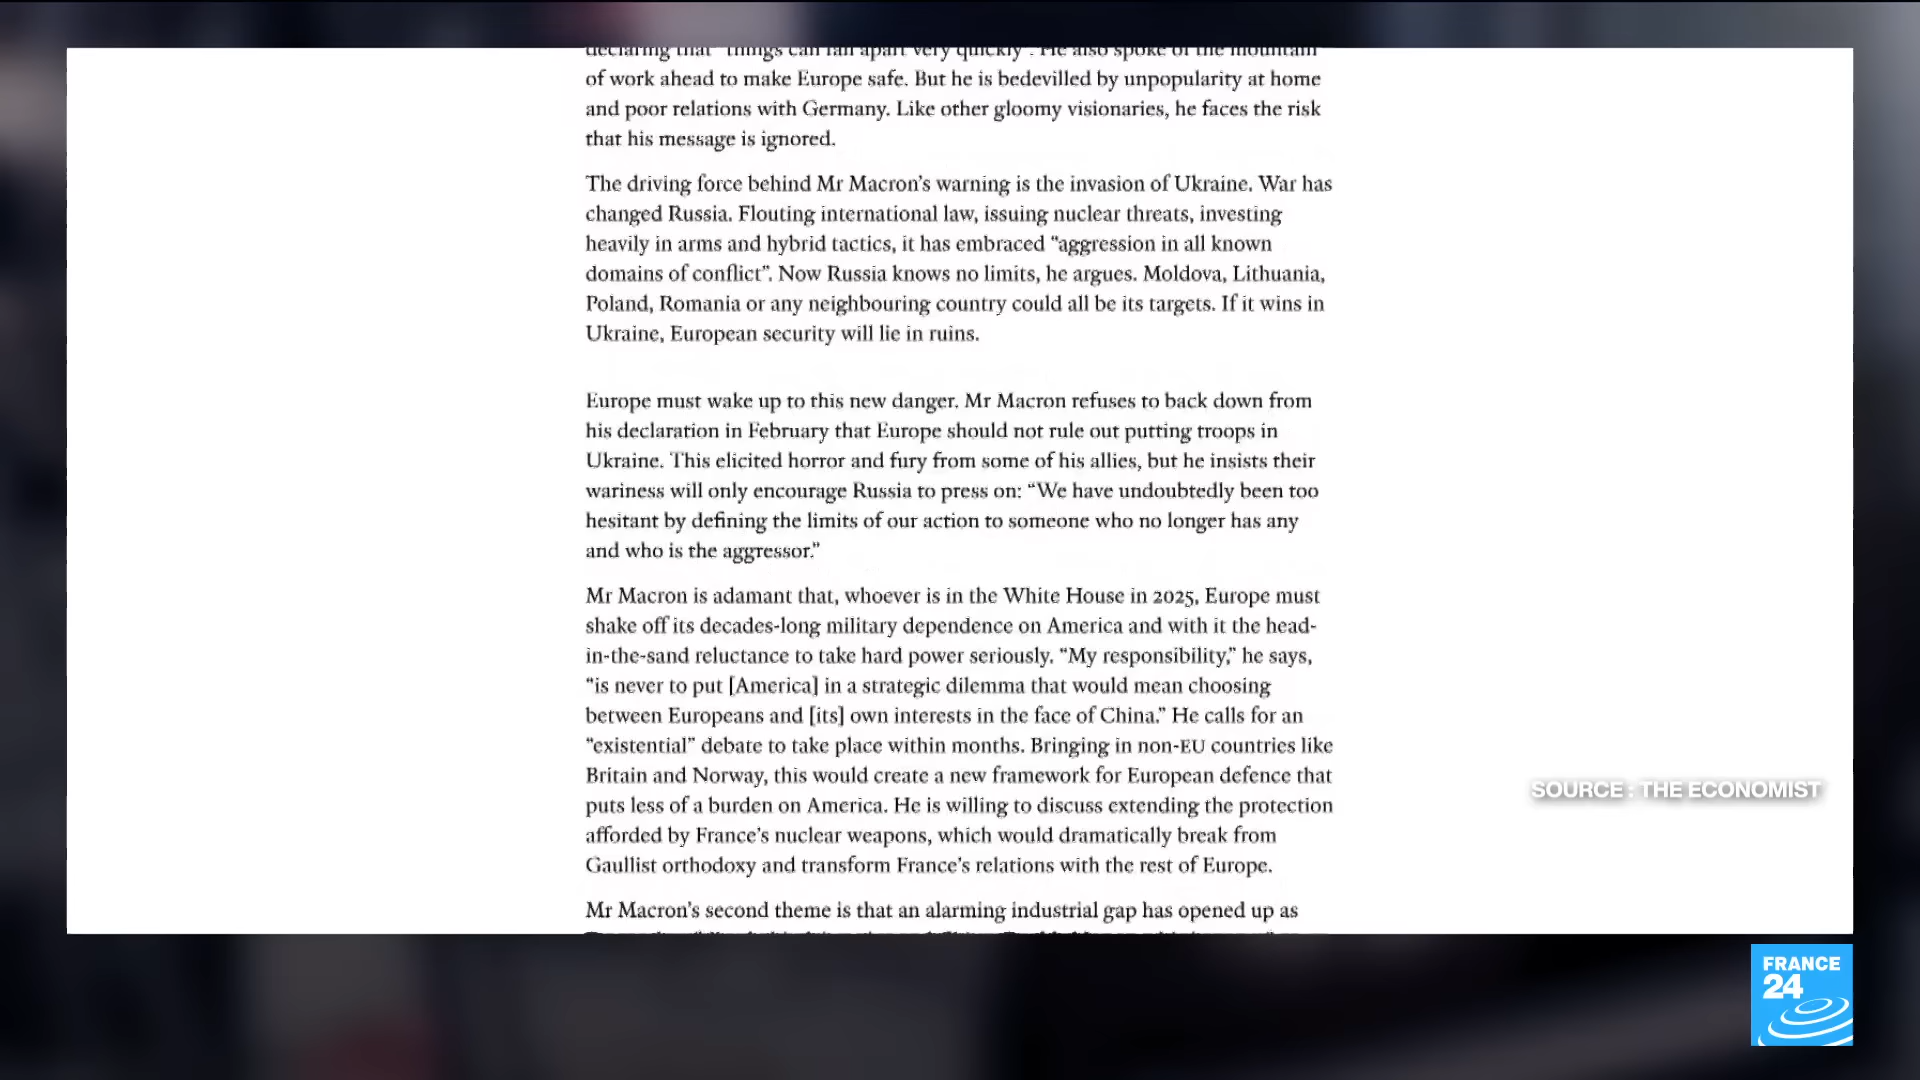 declaring that “things can fall apart very quickly”. He also spoke of the mountain
of work ahead to make Europe safe. But he is bedevilled by unpopularity at home
and poor relations with Germany. Like other gloomy visionaries, he faces the risk
that his message is ignored.
The driving force behind Mr Macron’s warning is the invasion of Ukraine. War has
changed Russia. Flouting international law, issuing nuclear threats, investing
heavily in arms and hybrid tactics, it has embraced “aggression in all known
domains of conflict”. Now Russia knows no limits, he argues. Moldova, Lithuania,
Poland, Romania or any neighbouring country could all be its targets. If it wins in
Ukraine, European security will lie in ruins.
Europe must wake up to this new danger. Mr Macron refuses to back down from
his declaration in February that Europe should not rule out putting troops in
Ukraine. This elicited horror and fury from some of his allies, but he insists their
wariness will only encourage Russia to press on: “We have undoubtedly been too
hesitant by defining the limits of our action to someone who no longer has any
and who is the aggressor.”
Mr Macron is adamant that, whoever is in the White House in 2025, Europe must
shake off its decades-long military dependence on America and with it the head-
in-the-sand reluctance to take hard power seriously. “My responsibility,” he says,
“is never to put [America] in a strategic dilemma that would mean choosing
between Europeans and [its] own interests in the face of China.” He calls for an
“existential” debate to take place within months. Bringing in non-EU countries like
Britain and Norway, this would create a new framework for European defence that
puts less of a burden on America. He is willing to discuss extending the protection
afforded by France’s nuclear weapons, which would dramatically break from
Gaullist orthodoxy and transform France’s relations with the rest of Europe.
Mr Macron’s second theme is that an alarming industrial gap has opened up as
SOURCE : THE ECONOMIST
FRANCE
24